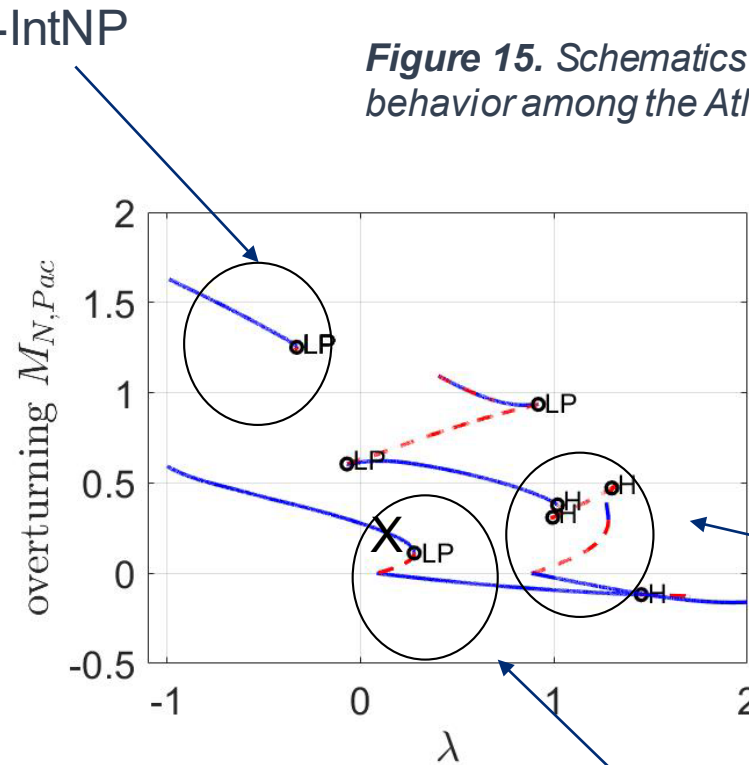 -IntNP
Figure 15. Schematics
behavior among the Atl
overturning M_{N,Pac}
2
1.5
1
0.5
0
-0.5
-1
0
1
2
λ
LP
LP
LP
LP
H
H
H
H
X